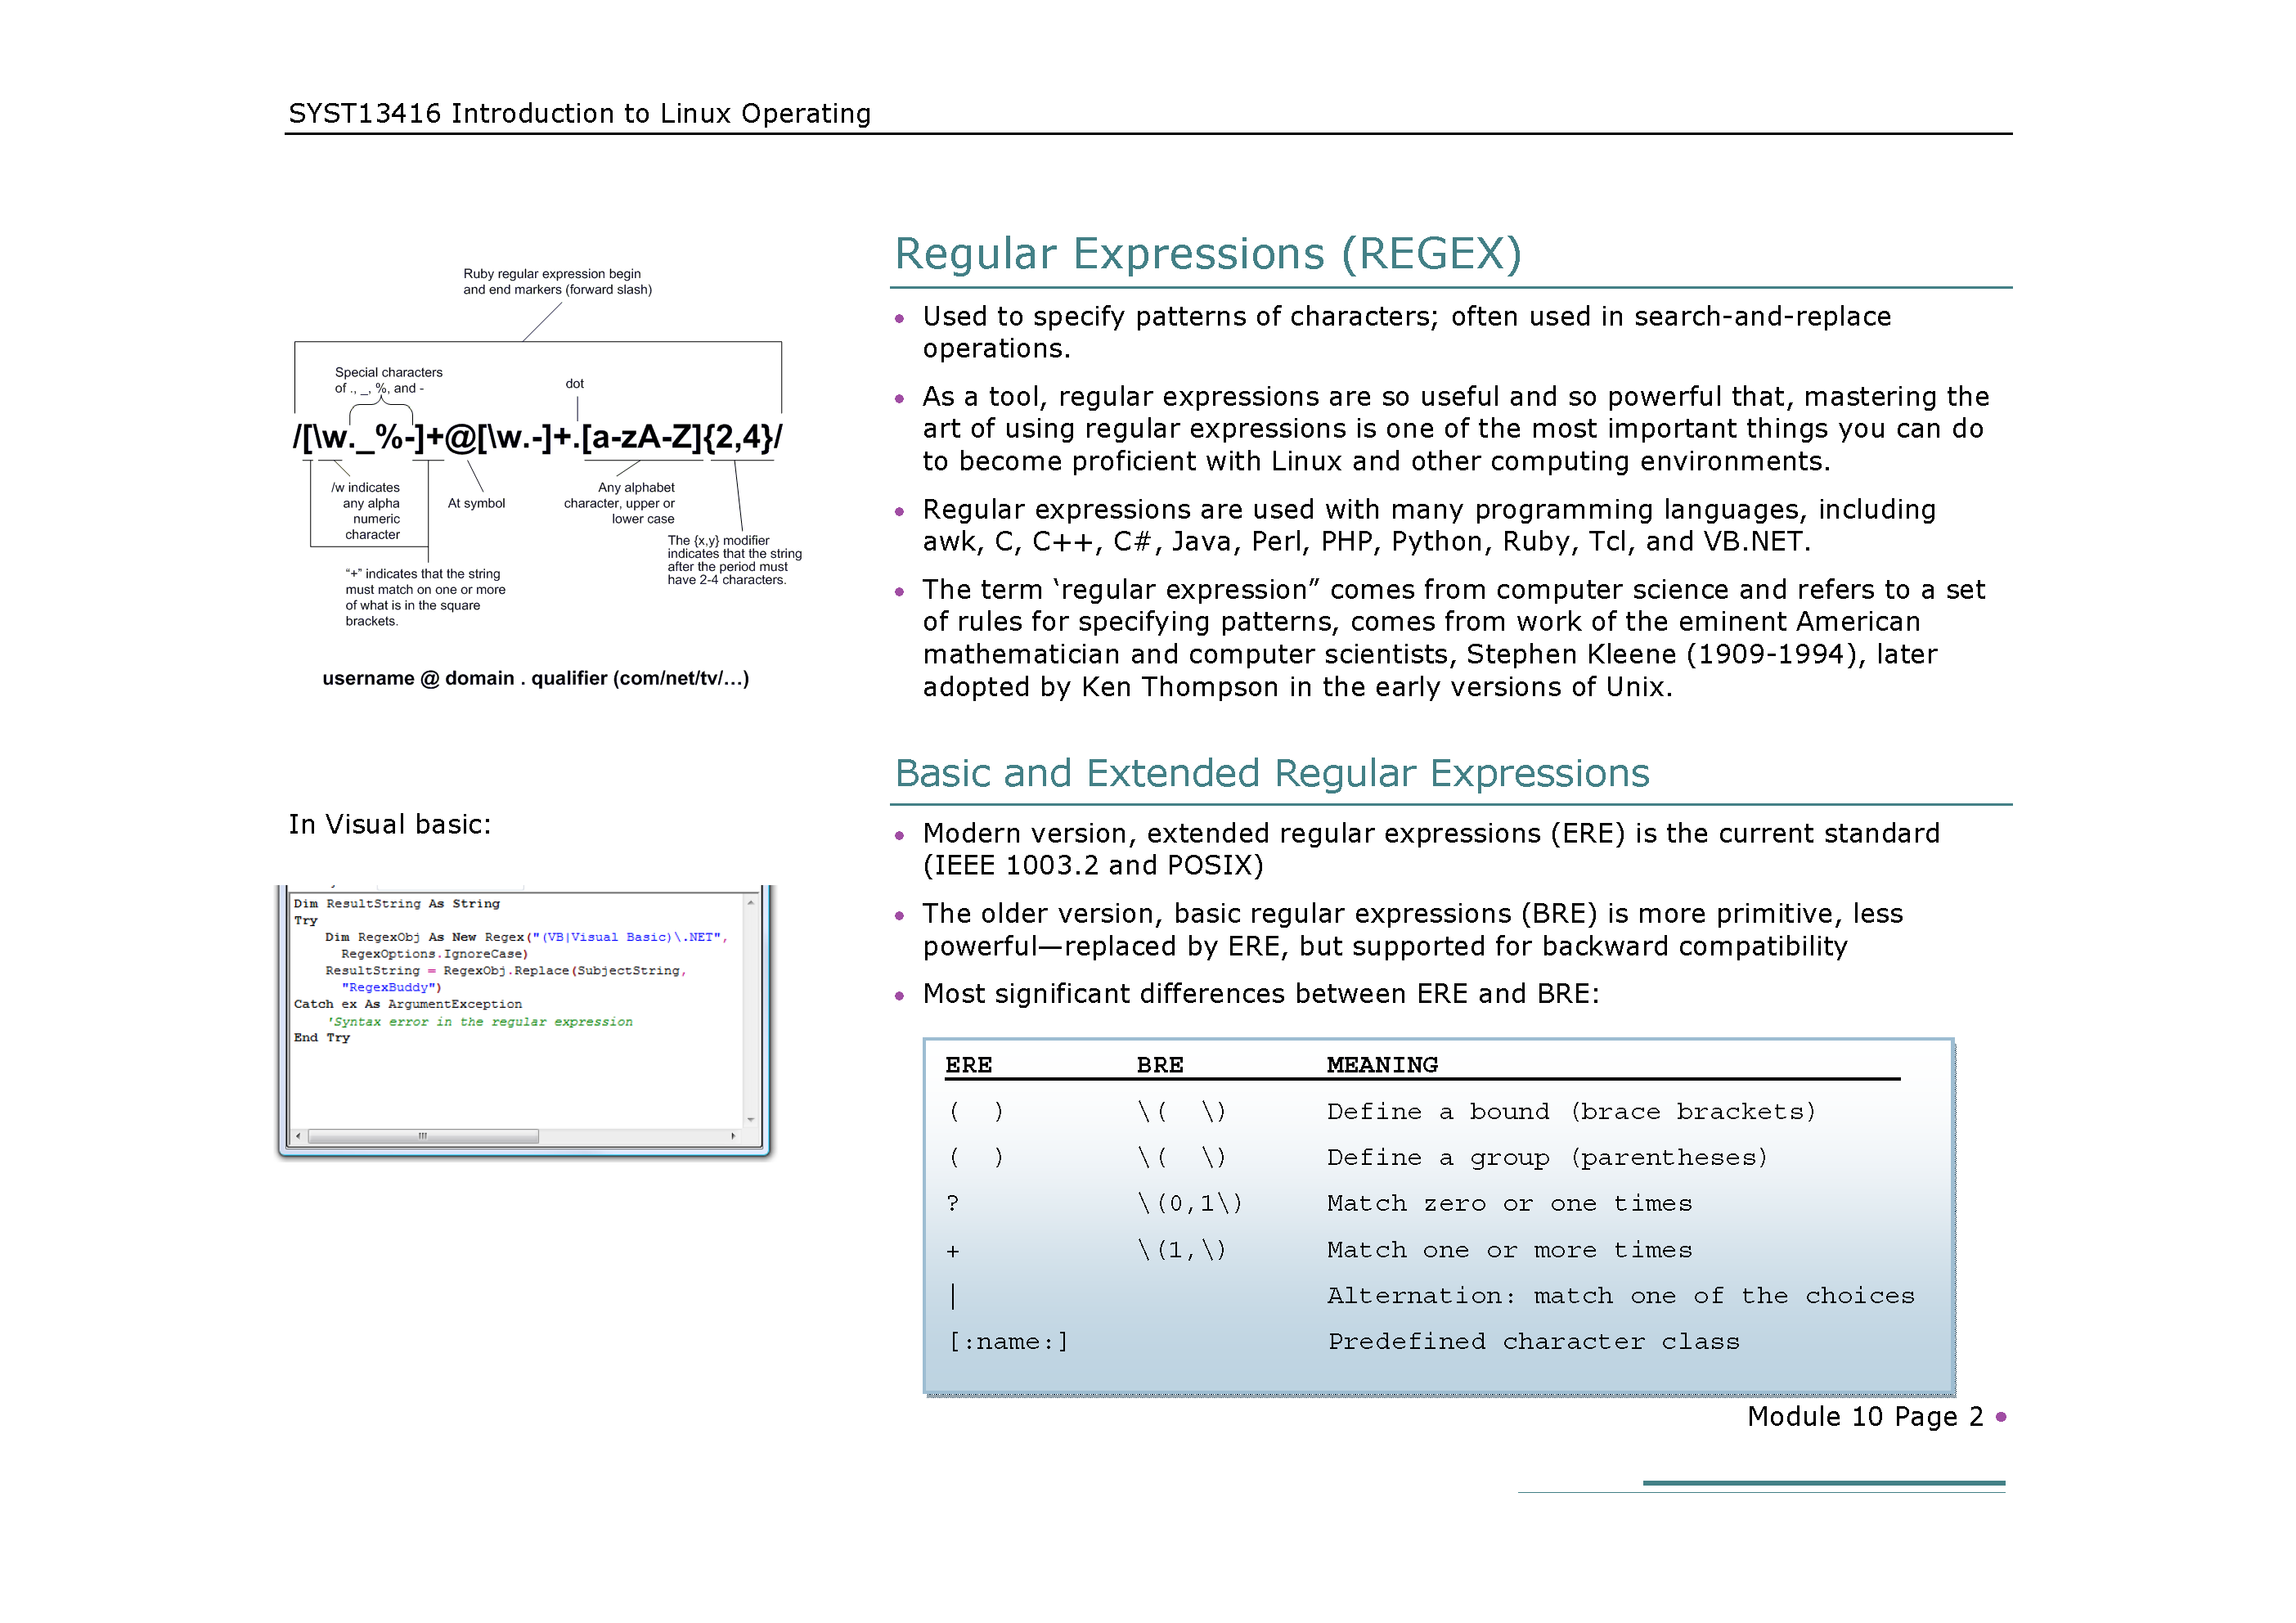 SYST13416 Introduction to Linux Operating
Ruby regular expression begin
and end markers (forward slash)
Special characters
of ., _, %, and -
dot
/[\w._%-]+@[\w.-]+.[a-zA-Z]{2,4}/
/w indicates
any alpha
numeric
character
At symbol
Any alphabet
character, upper or
lower case
The {x,y} modifier
indicates that the string
after the period must
have 2-4 characters.
“+” indicates that the string
must match on one or more
of what is in the square
brackets.
username @ domain . qualifier (com/net/tv/…)
In Visual basic:
Dim ResultString As String
Try
Dim RegexObj As New Regex("(VB|Visual Basic)\.NET",
RegexOptions.IgnoreCase)
ResultString = RegexObj.Replace(SubjectString,
"RegexBuddy")
Catch ex As ArgumentException
'Syntax error in the regular expression
End Try
Regular Expressions (REGEX)
• Used to specify patterns of characters; often used in search-and-replace
operations.
• As a tool, regular expressions are so useful and so powerful that, mastering the
art of using regular expressions is one of the most important things you can do
to become proficient with Linux and other computing environments.
• Regular expressions are used with many programming languages, including
awk, C, C++, C#, Java, Perl, PHP, Python, Ruby, Tcl, and VB.NET.
• The term ‘regular expression” comes from computer science and refers to a set
of rules for specifying patterns, comes from work of the eminent American
mathematician and computer scientists, Stephen Kleene (1909-1994), later
adopted by Ken Thompson in the early versions of Unix.
Basic and Extended Regular Expressions
• Modern version, extended regular expressions (ERE) is the current standard
(IEEE 1003.2 and POSIX)
• The older version, basic regular expressions (BRE) is more primitive, less
powerful—replaced by ERE, but supported for backward compatibility
• Most significant differences between ERE and BRE:
ERE BRE MEANING
( ) \( \) Define a bound (brace brackets)
( ) \( \) Define a group (parentheses)
? \(0,1\) Match zero or one times
+ \(1,\) Match one or more times
| Alternation: match one of the choices
[:name:] Predefined character class
Module 10 Page 2 •